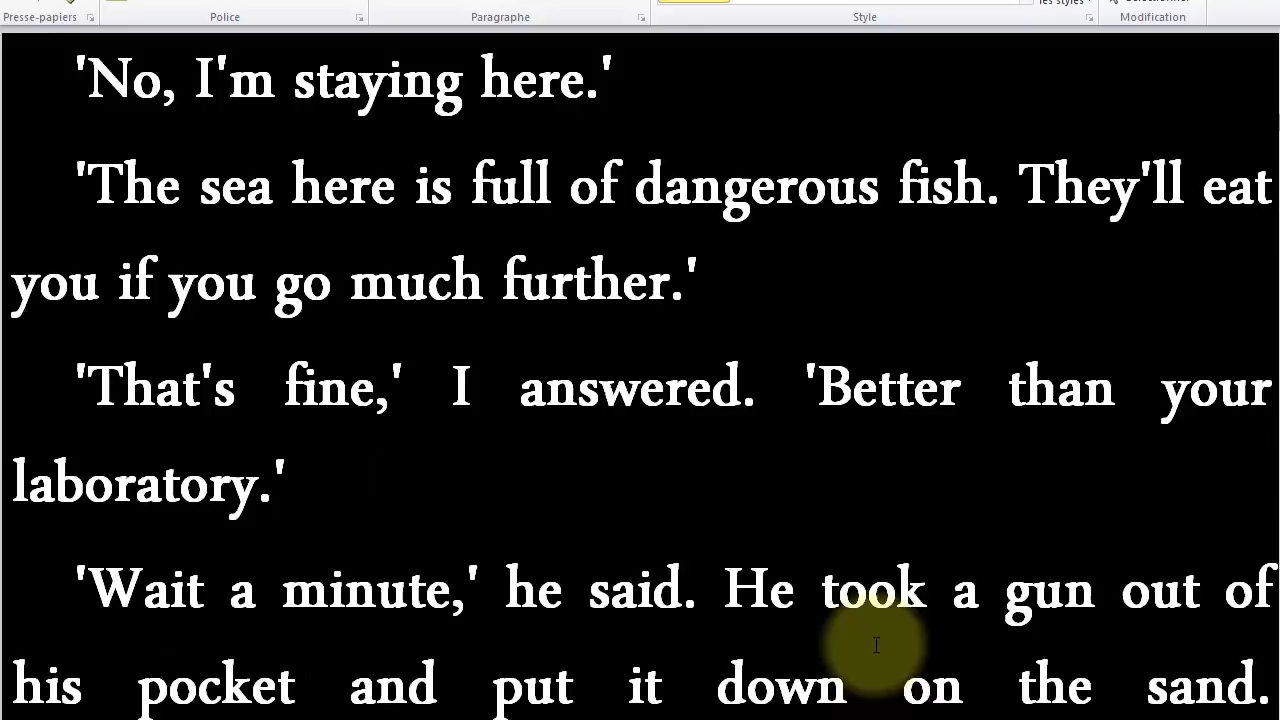 Presse-papiers Police Paragraphe Style Modification
'No, I'm staying here.'
'The sea here is full of dangerous fish. They'll eat
you if you go much further.'
'That's fine,' I answered. 'Better than your
laboratory.'
'Wait a minute,' he said. He took a gun out of
his pocket and put it down on the sand.